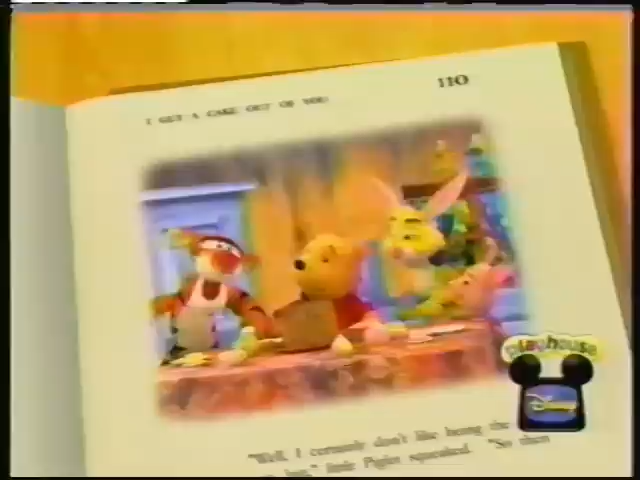 I GET A CAKE OUT OF YOU
110
"Well, I certainly don't like being the
last," little Piglet squeaked. "So then
playhouse
Disney